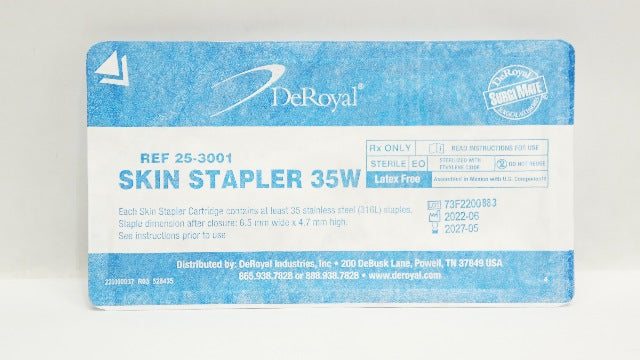 DeRoyal®
DeRoyal
SURGIMATE
REF 25-3001
SKIN STAPLER 35W
Each Skin Stapler Cartridge contains at least 35 stainless steel (316L) staples.
Staple dimension after closure: 6.5 mm wide x 4.7 mm high.
See instructions prior to use
Rx ONLY
READ INSTRUCTIONS FOR USE
STERILE EO
STERILIZED WITH ETHYLENE OXIDE
DO NOT REUSE
Latex Free
Assembled in Mexico with U.S. Components
LOT 73F2200883
2022-06
2027-05
Distributed by: DeRoyal Industries, Inc • 200 DeBusk Lane, Powell, TN 37849 USA
865.938.7828 or 888.938.7828 • www.deroyal.com